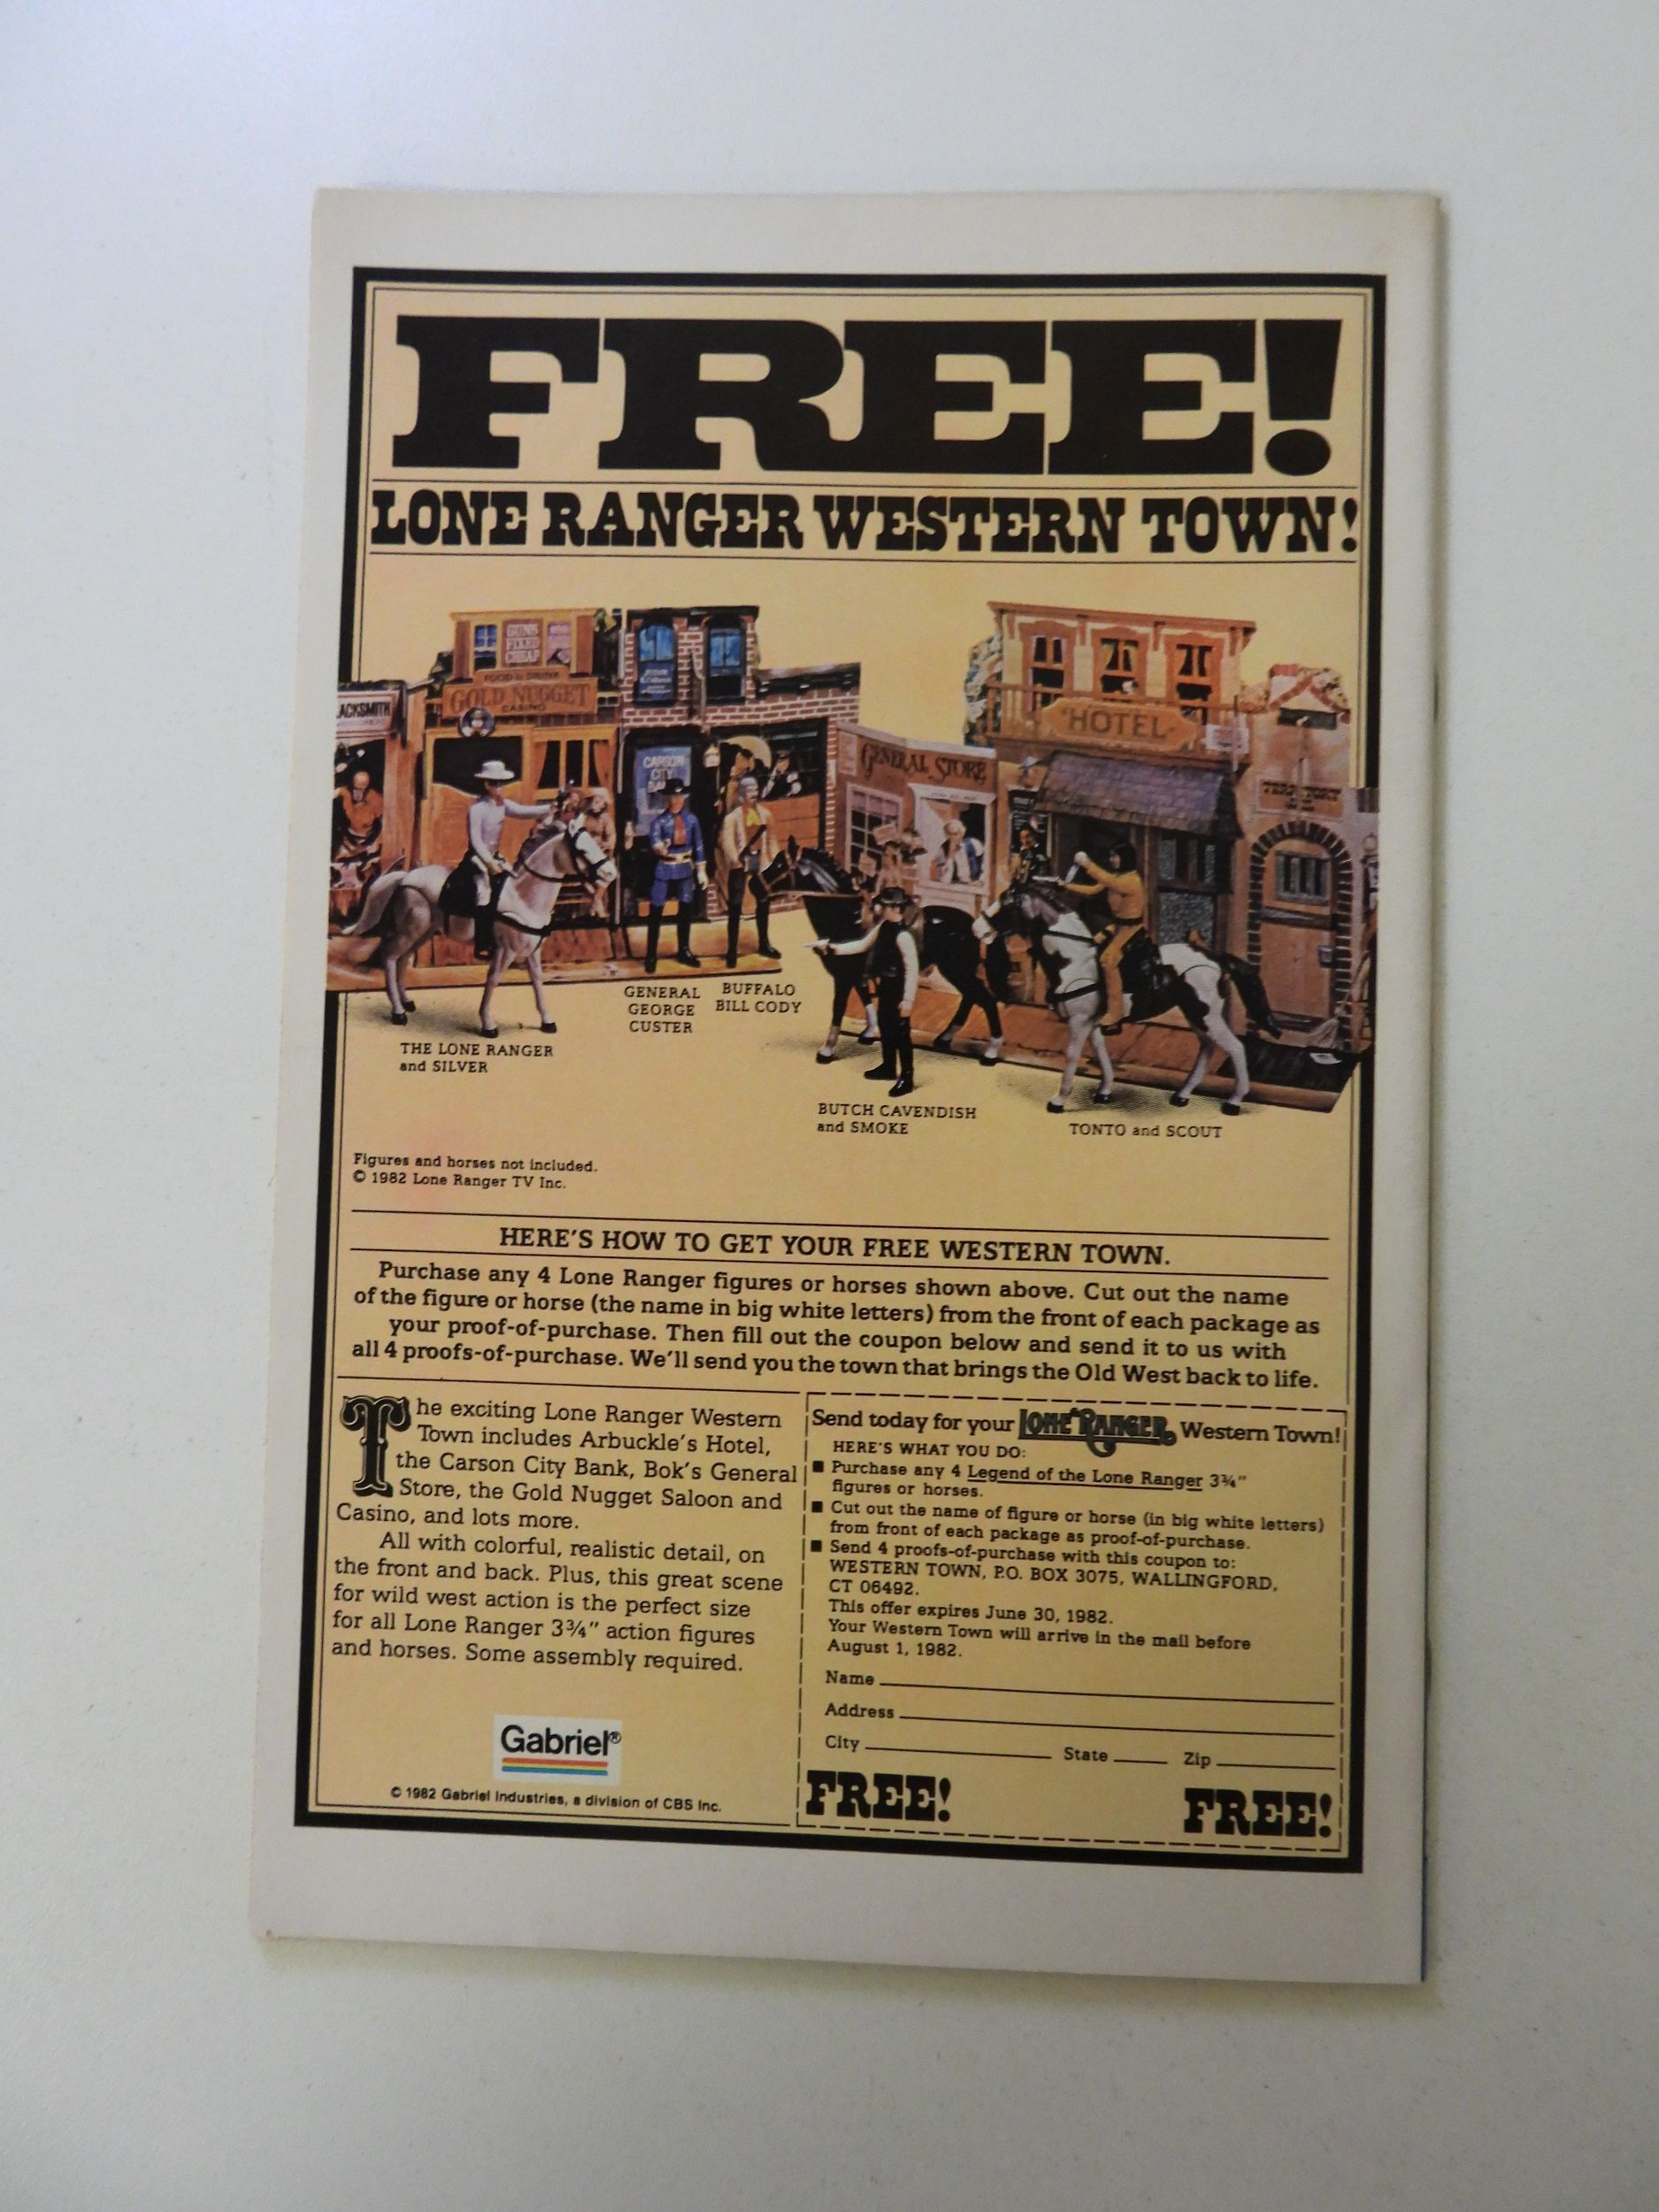 FREE!
LONE RANGER WESTERN TOWN!
GUNS
FIXED
CHEAP
FOOD & DRINK
GOLD NUGGET
CASINO
ACKSMITH
CARSON
CITY
GENERAL STORE
HOTEL
GENERAL
GEORGE
CUSTER
BUFFALO
BILL CODY
THE LONE RANGER
and SILVER
BUTCH CAVENDISH
and SMOKE
TONTO and SCOUT
Figures and horses not included.
© 1982 Lone Ranger TV Inc.
HERE'S HOW TO GET YOUR FREE WESTERN TOWN.
Purchase any 4 Lone Ranger figures or horses shown above. Cut out the name
of the figure or horse (the name in big white letters) from the front of each package as
your proof-of-purchase. Then fill out the coupon below and send it to us with
all 4 proofs-of-purchase. We'll send you the town that brings the Old West back to life.
The exciting Lone Ranger Western
Town includes Arbuckle's Hotel,
the Carson City Bank, Bok's General
Store, the Gold Nugget Saloon and
Casino, and lots more.
All with colorful, realistic detail, on
the front and back. Plus, this great scene
for wild west action is the perfect size
for all Lone Ranger 3¾" action figures
and horses. Some assembly required.
Gabriel®
© 1982 Gabriel Industries, a division of CBS Inc.
Send today for your LONE RANGER Western Town!
HERE'S WHAT YOU DO:
■ Purchase any 4 Legend of the Lone Ranger 3¾"
figures or horses.
■ Cut out the name of figure or horse (in big white letters)
from front of each package as proof-of-purchase.
■ Send 4 proofs-of-purchase with this coupon to:
WESTERN TOWN, P.O. BOX 3075, WALLINGFORD,
CT 06492.
This offer expires June 30, 1982.
Your Western Town will arrive in the mail before
August 1, 1982.
Name
Address
City State Zip
FREE! FREE!